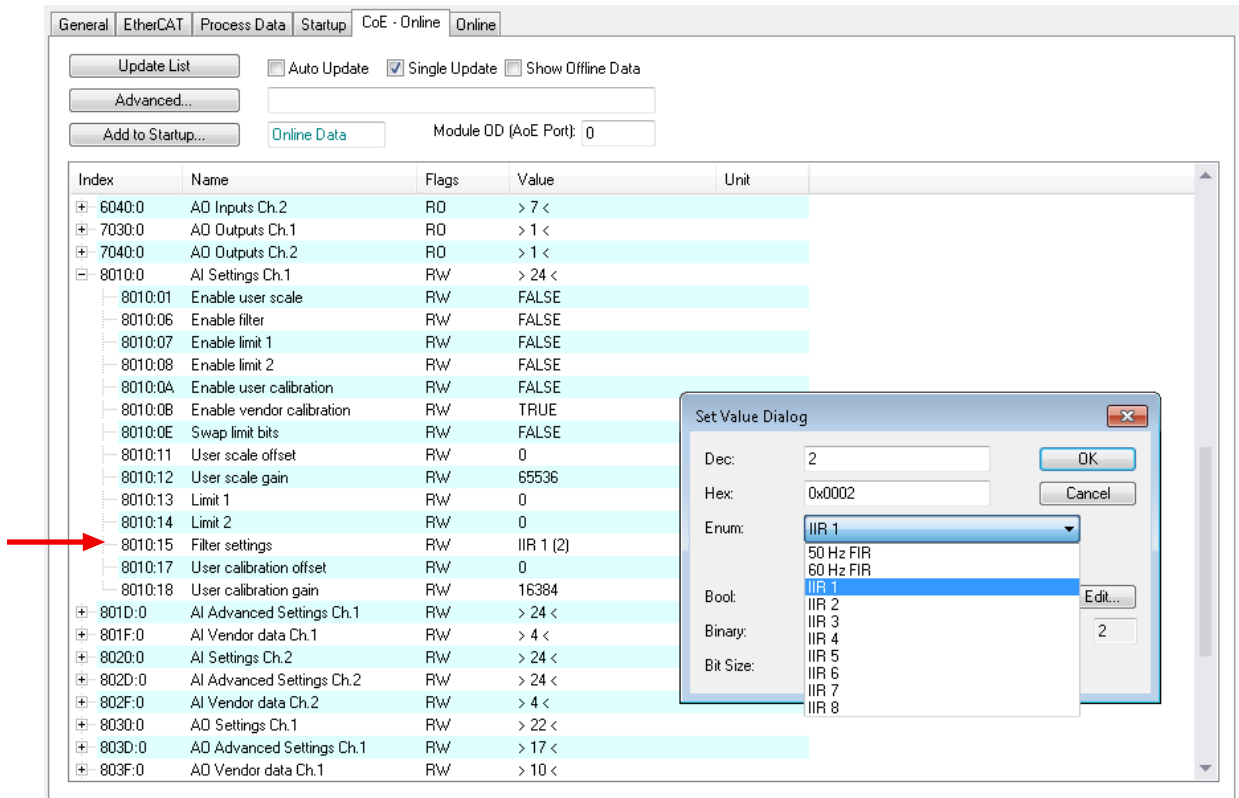 General EtherCAT Process Data Startup CoE - Online Online
Update List Auto Update Single Update Show Offline Data
Advanced...
Add to Startup... Online Data Module OD (AoE Port): 0
Index Name Flags Value Unit
6040:0 AO Inputs Ch.2 RO > 7 <
7030:0 AO Outputs Ch.1 RO > 1 <
7040:0 AO Outputs Ch.2 RO > 1 <
8010:0 AI Settings Ch.1 RW > 24 <
8010:01 Enable user scale RW FALSE
8010:06 Enable filter RW FALSE
8010:07 Enable limit 1 RW FALSE
8010:08 Enable limit 2 RW FALSE
8010:0A Enable user calibration RW FALSE
8010:0B Enable vendor calibration RW TRUE
8010:0E Swap limit bits RW FALSE
8010:11 User scale offset RW 0
8010:12 User scale gain RW 65536
8010:13 Limit 1 RW 0
8010:14 Limit 2 RW 0
8010:15 Filter settings RW IIR 1 (2)
8010:17 User calibration offset RW 0
8010:18 User calibration gain RW 16384
801D:0 AI Advanced Settings Ch.1 RW > 24 <
801F:0 AI Vendor data Ch.1 RW > 4 <
8020:0 AI Settings Ch.2 RW > 24 <
802D:0 AI Advanced Settings Ch.2 RW > 24 <
802F:0 AI Vendor data Ch.2 RW > 4 <
8030:0 AO Settings Ch.1 RW > 22 <
803D:0 AO Advanced Settings Ch.1 RW > 17 <
803F:0 AO Vendor data Ch.1 RW > 10 <
Set Value Dialog
Dec: 2 OK
Hex: 0x0002 Cancel
Enum: IIR 1
50 Hz FIR
60 Hz FIR
IIR 1
Bool: Edit...
IIR 2
IIR 3
Binary: 2
IIR 4
IIR 5
Bit Size:
IIR 6
IIR 7
IIR 8